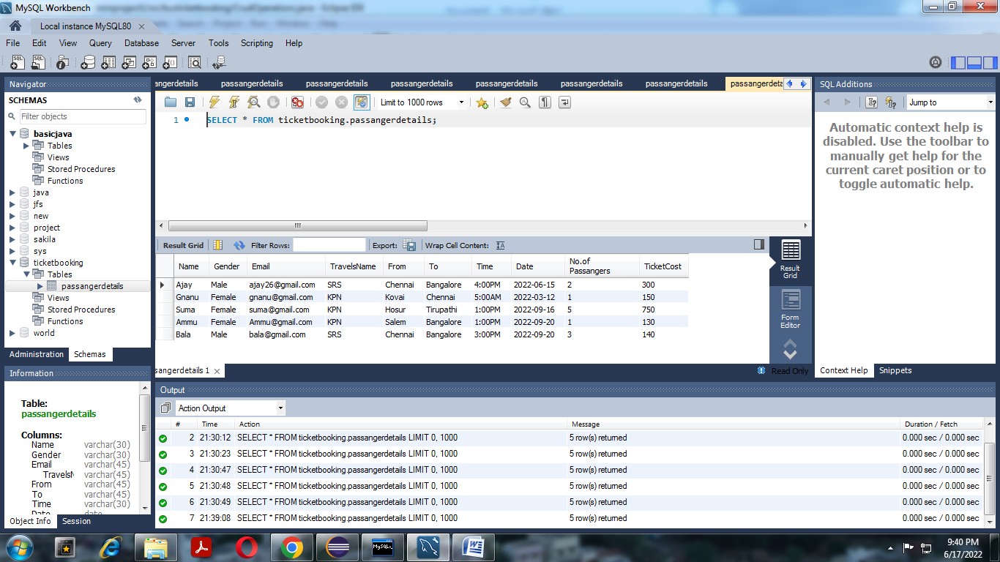 MySQL Workbench
Local instance MySQL80
File Edit View Query Database Server Tools Scripting Help
Navigator
SCHEMAS
Filter objects
basicjava
Tables
Views
Stored Procedures
Functions
java
jfs
new
project
sakila
sys
ticketbooking
Tables
passangerdetails
Views
Stored Procedures
Functions
world
Administration Schemas
Information
Table:
passangerdetails
Columns:
Name varchar(30)
Gender varchar(30)
Email varchar(45)
TravelsN varchar(45)
From varchar(45)
To varchar(45)
Time varchar(30)
Date date
Object Info Session
angerdetails passangerdetails passangerdetails passangerdetails passangerdetails passangerdetails passangerdetails passangerdeta
Limit to 1000 rows
1 SELECT * FROM ticketbooking.passangerdetails;
Result Grid Filter Rows: Export: Wrap Cell Content:
Name Gender Email TravelsName From To Time Date No.of Passangers TicketCost
Ajay Male ajay26@gmail.com SRS Chennai Bangalore 4:00PM 2022-06-15 2 300
Gnanu Female gnanu@gmail.com KPN Kovai Chennai 5:00AM 2022-03-12 1 150
Suma Female suma@gmail.com KPN Hosur Tirupathi 1:00PM 2022-09-16 5 750
Ammu Female Ammu@gmail.com KPN Salem Bangalore 1:00PM 2022-09-20 1 130
Bala Male bala@gmail.com SRS Chennai Bangalore 3:00PM 2022-09-20 3 140
Result Grid
Form Editor
sangerdetails 1
Read Only
SQL Additions
Jump to
Automatic context help is
disabled. Use the toolbar to
manually get help for the
current caret position or to
toggle automatic help.
Context Help Snippets
Output
Action Output
# Time Action Message Duration / Fetch
2 21:30:12 SELECT * FROM ticketbooking.passangerdetails LIMIT 0, 1000 5 row(s) returned 0.000 sec / 0.000 sec
3 21:30:23 SELECT * FROM ticketbooking.passangerdetails LIMIT 0, 1000 5 row(s) returned 0.000 sec / 0.000 sec
4 21:30:47 SELECT * FROM ticketbooking.passangerdetails LIMIT 0, 1000 5 row(s) returned 0.000 sec / 0.000 sec
5 21:30:48 SELECT * FROM ticketbooking.passangerdetails LIMIT 0, 1000 5 row(s) returned 0.000 sec / 0.000 sec
6 21:30:49 SELECT * FROM ticketbooking.passangerdetails LIMIT 0, 1000 5 row(s) returned 0.000 sec / 0.000 sec
7 21:39:08 SELECT * FROM ticketbooking.passangerdetails LIMIT 0, 1000 5 row(s) returned 0.000 sec / 0.000 sec
9:40 PM
6/17/2022